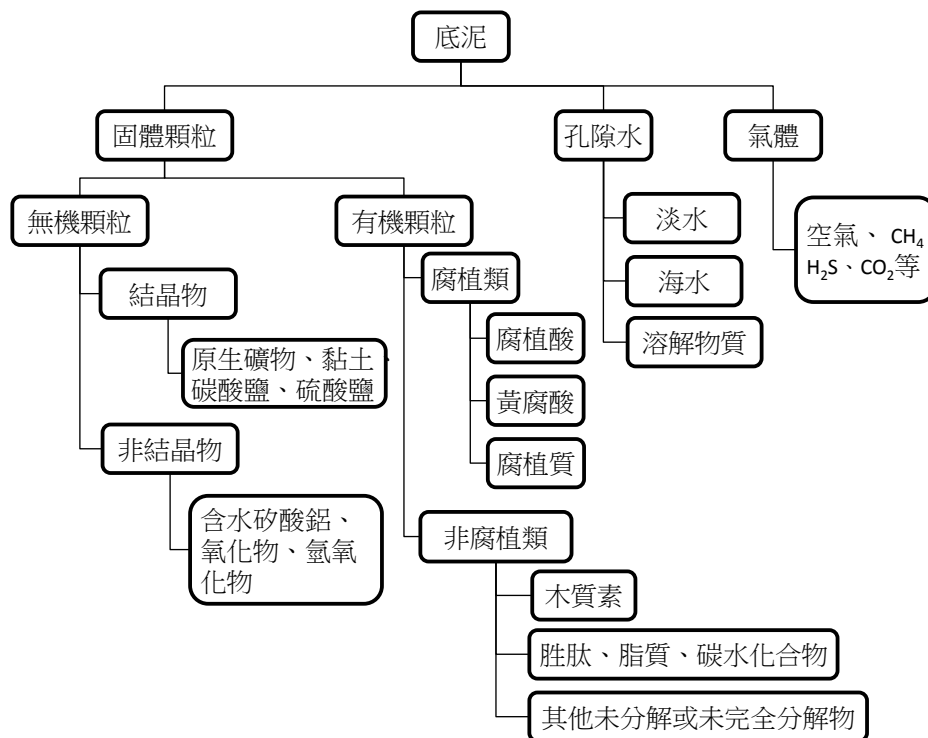 底泥
固體顆粒
孔隙水
氣體
無機顆粒
有機顆粒
淡水
空氣、 CH₄
H₂S、CO₂等
腐植類
海水
結晶物
腐植酸
溶解物質
原生礦物、黏土、
碳酸鹽、硫酸鹽
黃腐酸
非結晶物
腐植質
含水矽酸鋁、
氧化物、氫氧
化物
非腐植類
木質素
胜肽、脂質、碳水化合物
其他未分解或未完全分解物